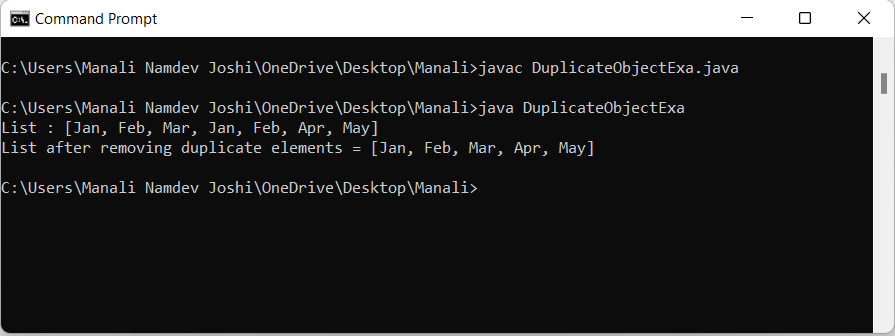 Command Prompt
C:\Users\Manali Namdev Joshi\OneDrive\Desktop\Manali>javac DuplicateObjectExa.java
C:\Users\Manali Namdev Joshi\OneDrive\Desktop\Manali>java DuplicateObjectExa
List : [Jan, Feb, Mar, Jan, Feb, Apr, May]
List after removing duplicate elements = [Jan, Feb, Mar, Apr, May]
C:\Users\Manali Namdev Joshi\OneDrive\Desktop\Manali>